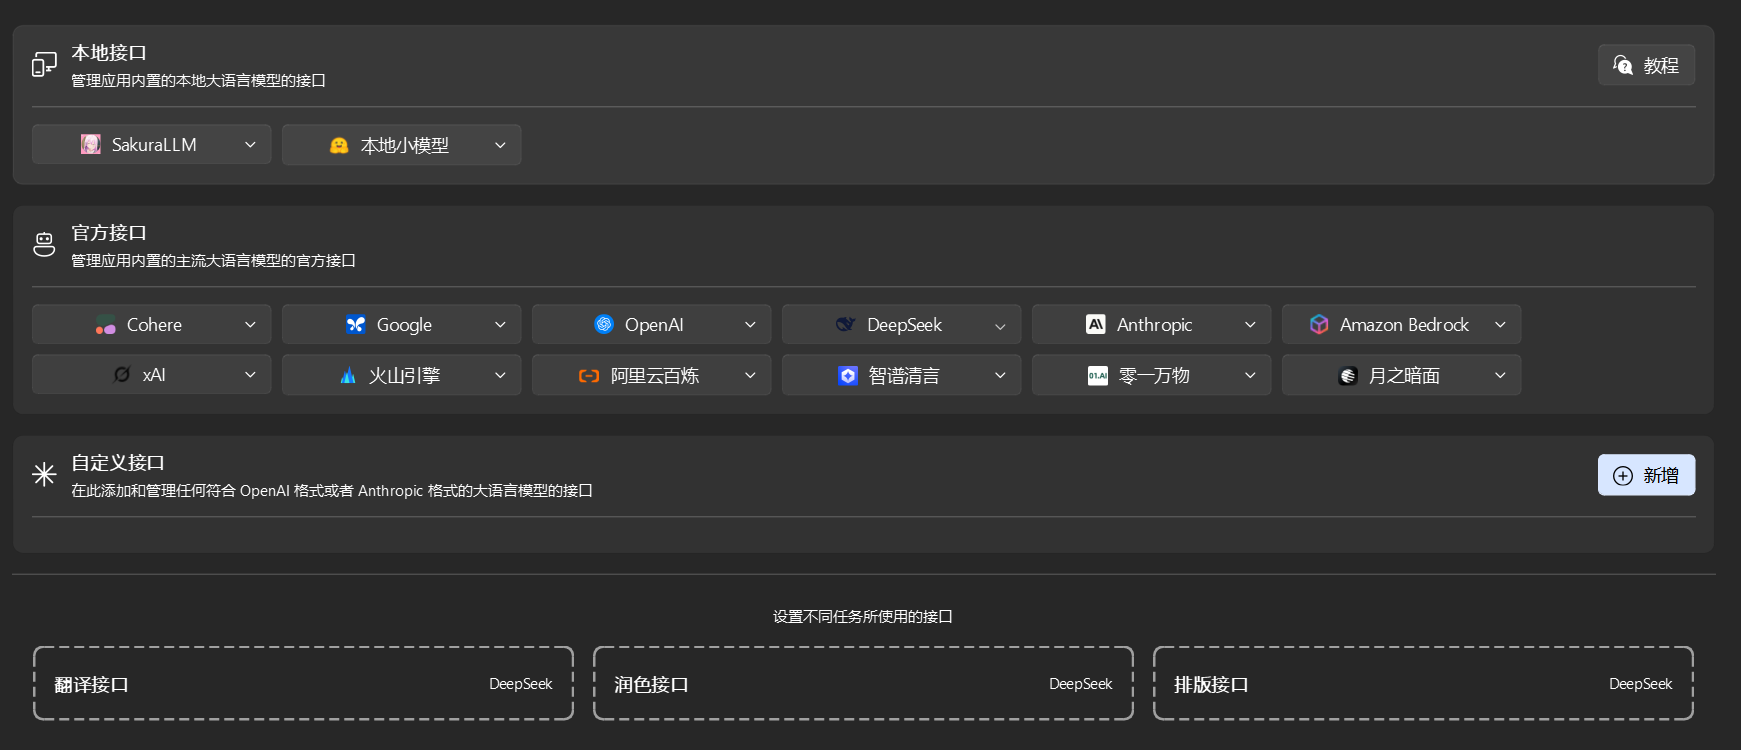 本地接口
管理应用内置的本地大语言模型的接口
教程
SakuraLLM
本地小模型
官方接口
管理应用内置的主流大语言模型的官方接口
Cohere
Google
OpenAI
DeepSeek
Anthropic
Amazon Bedrock
xAI
火山引擎
阿里云百炼
智谱清言
01.AI
零一万物
月之暗面
自定义接口
在此添加和管理任何符合 OpenAI 格式或者 Anthropic 格式的大语言模型的接口
新增
设置不同任务所使用的接口
翻译接口 DeepSeek
润色接口 DeepSeek
排版接口 DeepSeek